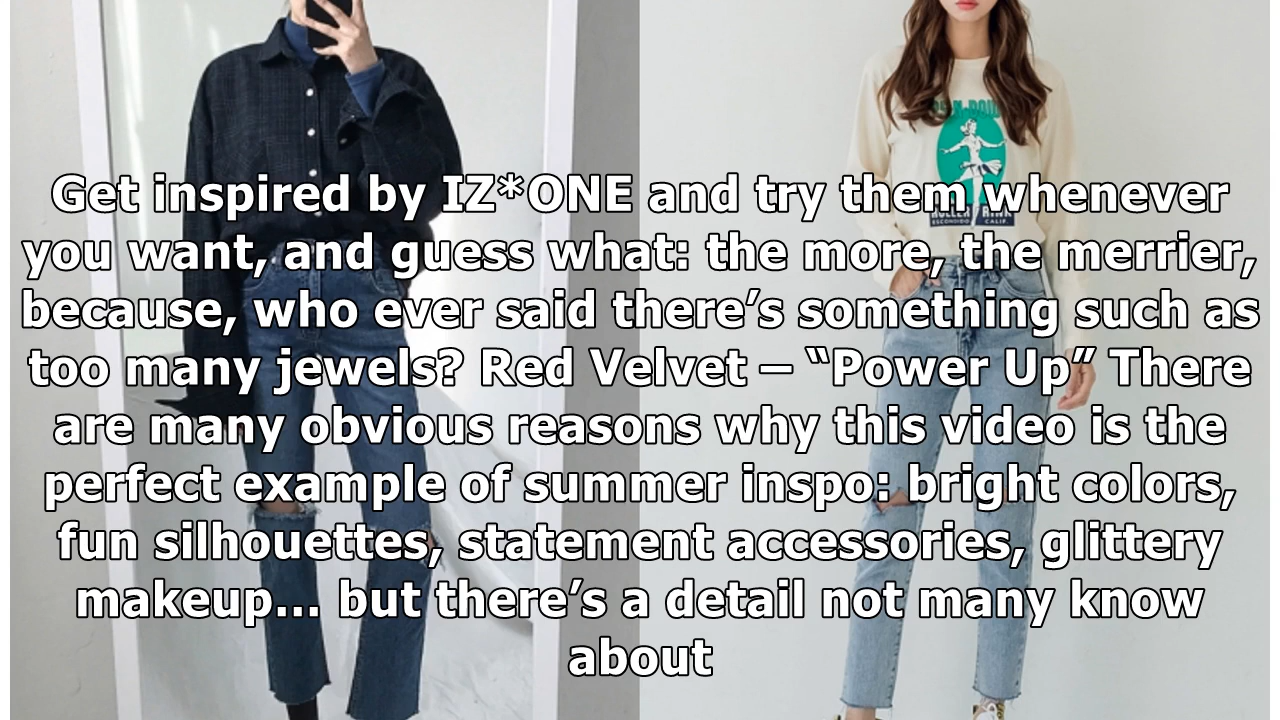 Get inspired by IZ*ONE and try them whenever
you want, and guess what: the more, the merrier,
because, who ever said there’s something such as
too many jewels? Red Velvet – “Power Up” There
are many obvious reasons why this video is the
perfect example of summer inspo: bright colors,
fun silhouettes, statement accessories, glittery
makeup… but there’s a detail not many know
about
ESCONDIDO CALIF.